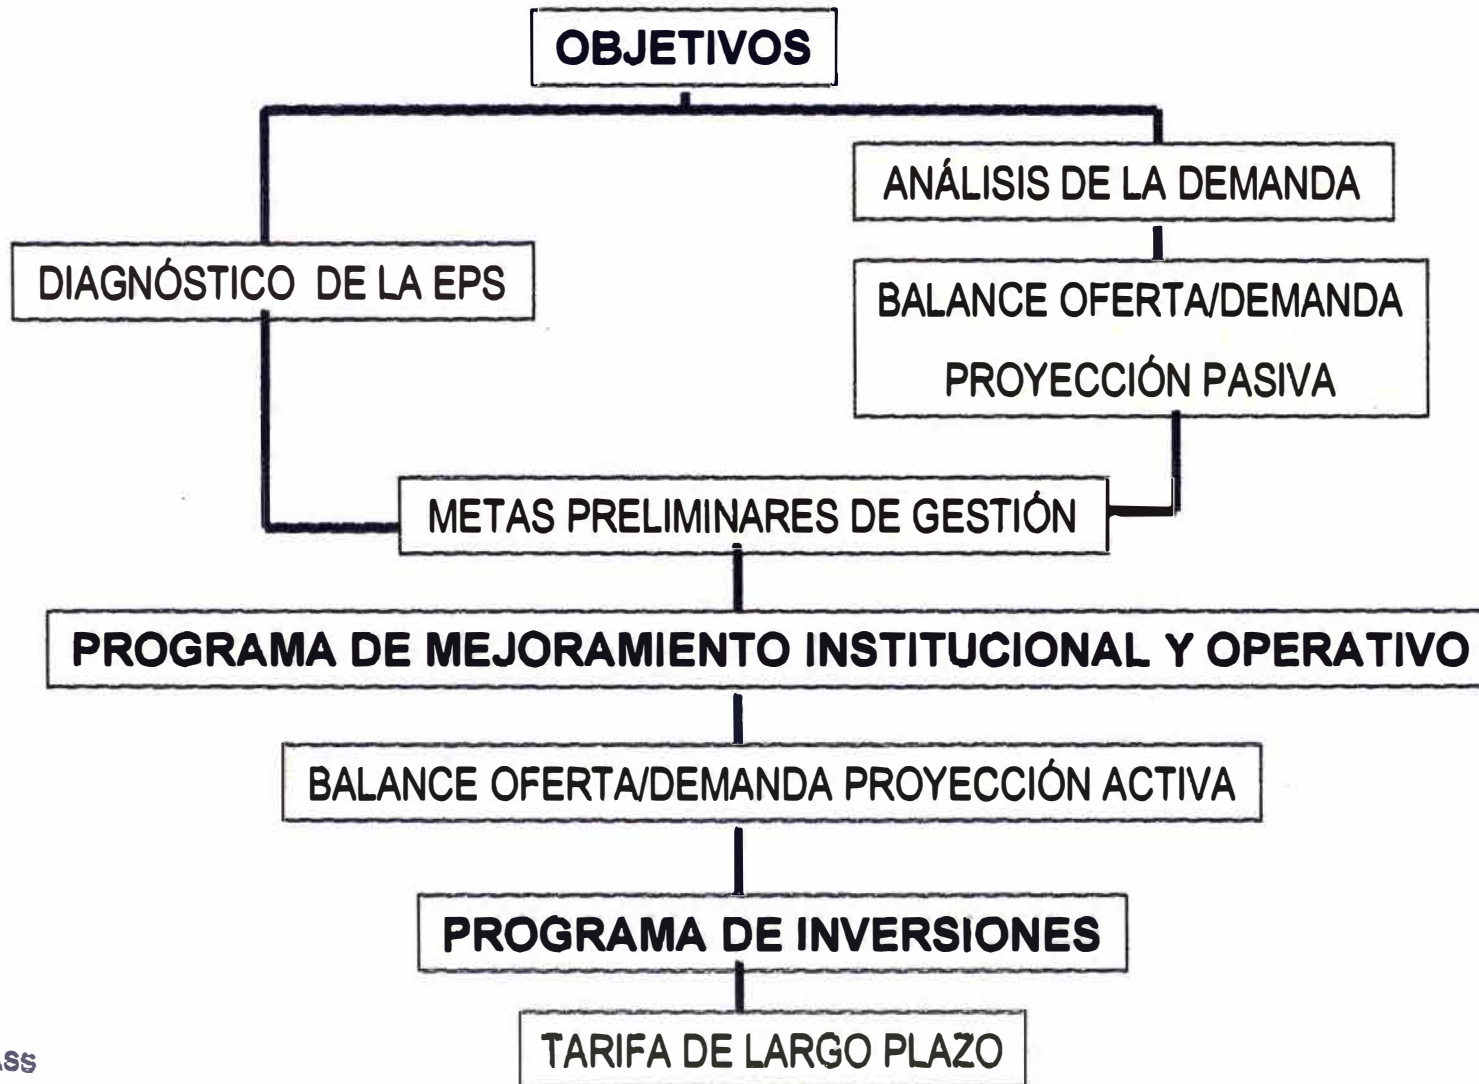 OBJETIVOS
ANÁLISIS DE LA DEMANDA
DIAGNÓSTICO DE LA EPS
BALANCE OFERTA/DEMANDA
PROYECCIÓN PASIVA
METAS PRELIMINARES DE GESTIÓN
PROGRAMA DE MEJORAMIENTO INSTITUCIONAL Y OPERATIVO
BALANCE OFERTA/DEMANDA PROYECCIÓN ACTIVA
PROGRAMA DE INVERSIONES
TARIFA DE LARGO PLAZO